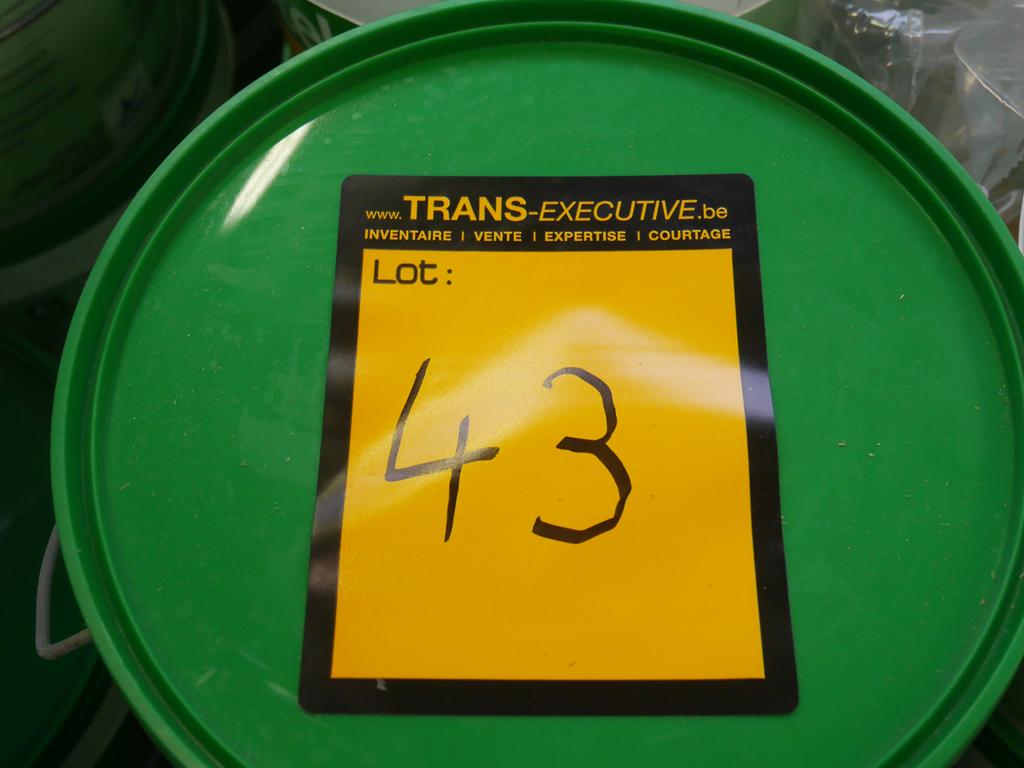 www.TRANS-EXECUTIVE.be
INVENTAIRE | VENTE | EXPERTISE | COURTAGE
Lot:
43